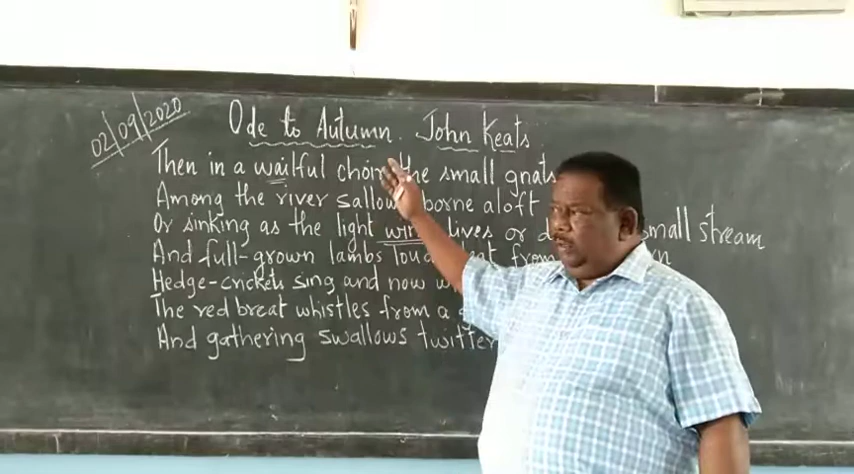 02/09/2020
Ode to Autumn. John Keats
Then in a wailful choir the small gnats
Among the river sallow borne aloft
Or sinking as the light lives or small stream
And full-grown lambs
Hedge-crickets sing and now
The red breat whistles from a
And gathering swallows twitter